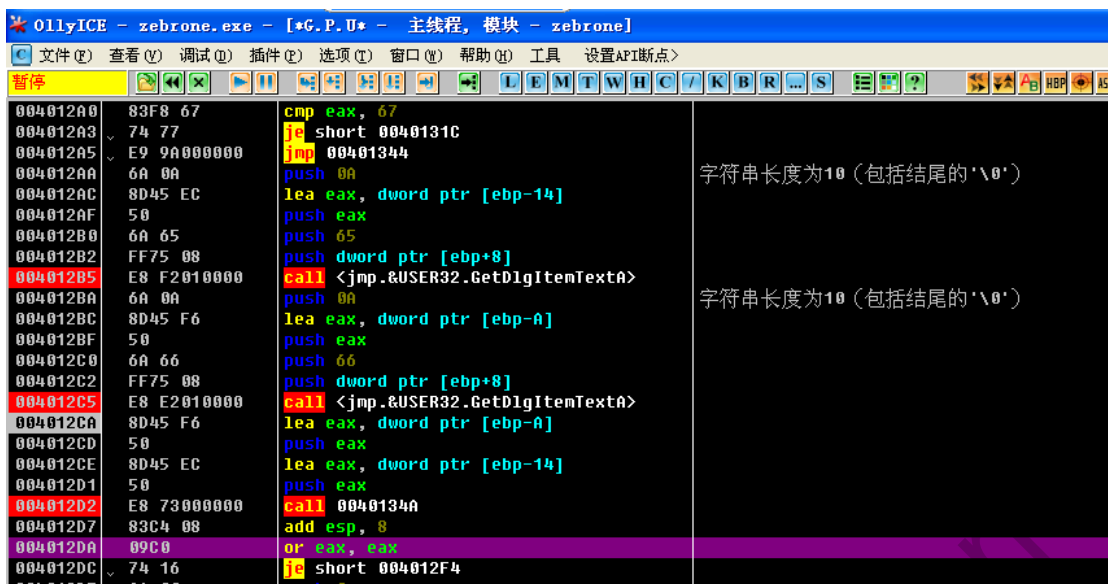 OllyICE - zebrone.exe - [*G.P.U* - 主线程, 模块 - zebrone]
C 文件(F) 查看(V) 调试(D) 插件(P) 选项(T) 窗口(W) 帮助(H) 工具 设置API断点>
暂停 L E M T W H C / K B R ... S ? HBP
004012A0 83F8 67 cmp eax, 67
004012A3 74 77 je short 0040131C
004012A5 E9 9A000000 jmp 00401344
004012AA 6A 0A push 0A 字符串长度为10（包括结尾的'\0'）
004012AC 8D45 EC lea eax, dword ptr [ebp-14]
004012AF 50 push eax
004012B0 6A 65 push 65
004012B2 FF75 08 push dword ptr [ebp+8]
004012B5 E8 F2010000 call <jmp.&USER32.GetDlgItemTextA>
004012BA 6A 0A push 0A 字符串长度为10（包括结尾的'\0'）
004012BC 8D45 F6 lea eax, dword ptr [ebp-A]
004012BF 50 push eax
004012C0 6A 66 push 66
004012C2 FF75 08 push dword ptr [ebp+8]
004012C5 E8 E2010000 call <jmp.&USER32.GetDlgItemTextA>
004012CA 8D45 F6 lea eax, dword ptr [ebp-A]
004012CD 50 push eax
004012CE 8D45 EC lea eax, dword ptr [ebp-14]
004012D1 50 push eax
004012D2 E8 73000000 call 0040134A
004012D7 83C4 08 add esp, 8
004012DA 09C0 or eax, eax
004012DC 74 16 je short 004012F4